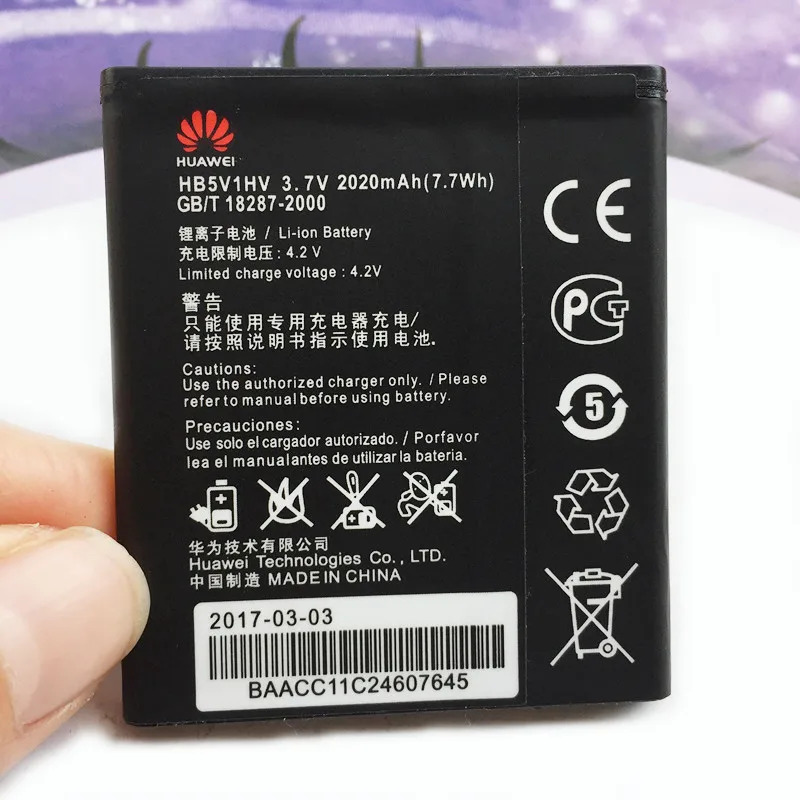 HUAWEI
HB5V1HV 3.7V 2020mAh(7.7Wh)
GB/T 18287-2000
锂离子电池 / Li-ion Battery
充电限制电压: 4.2 V
Limited charge voltage : 4.2V
警告
只能使用专用充电器充电/
请按照说明书指示使用电池.
Cautions:
Use the authorized charger only. / Please
refer to manual before using battery.
Precauciones:
Use solo el cargador autorizado. /Porfavor
lea el manualantes de utilizar la bateria.
华为技术有限公司
Huawei Technologies Co., LTD.
中国制造 MADE IN CHINA
2017-03-03
BAACC11C24607645
CE
PCT
5